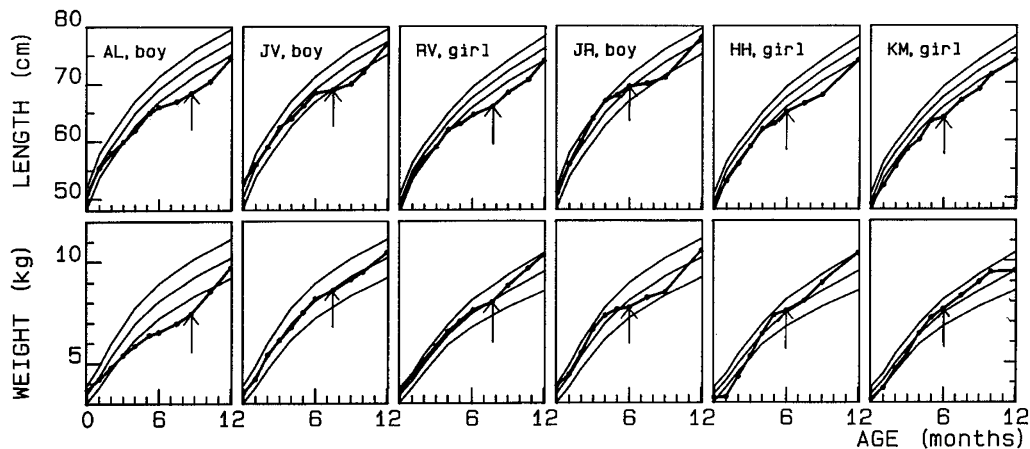 80
70
60
50
LENGTH (cm)
AL, boy
JV, boy
RV, girl
JR, boy
HH, girl
KM, girl
10
5
WEIGHT (kg)
0 6 12 6 12 6 12 6 12 6 12 6 12
AGE (months)